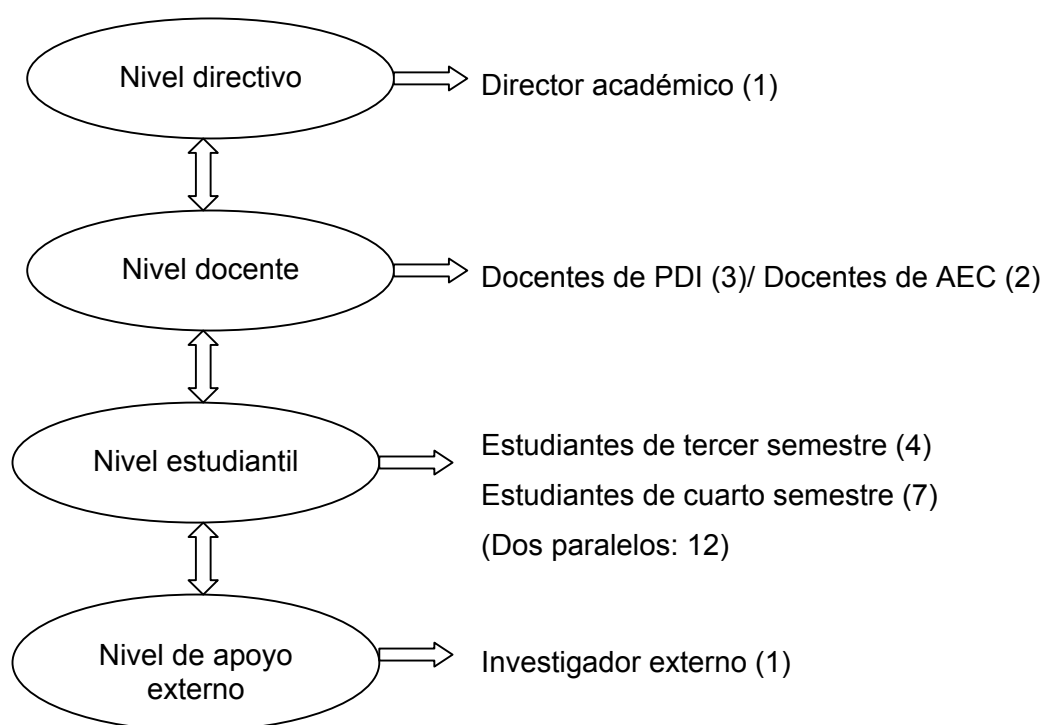 Nivel directivo
Director académico (1)
Nivel docente
Docentes de PDI (3)/ Docentes de AEC (2)
Nivel estudiantil
Estudiantes de tercer semestre (4)
Estudiantes de cuarto semestre (7)
(Dos paralelos: 12)
Nivel de apoyo
externo
Investigador externo (1)